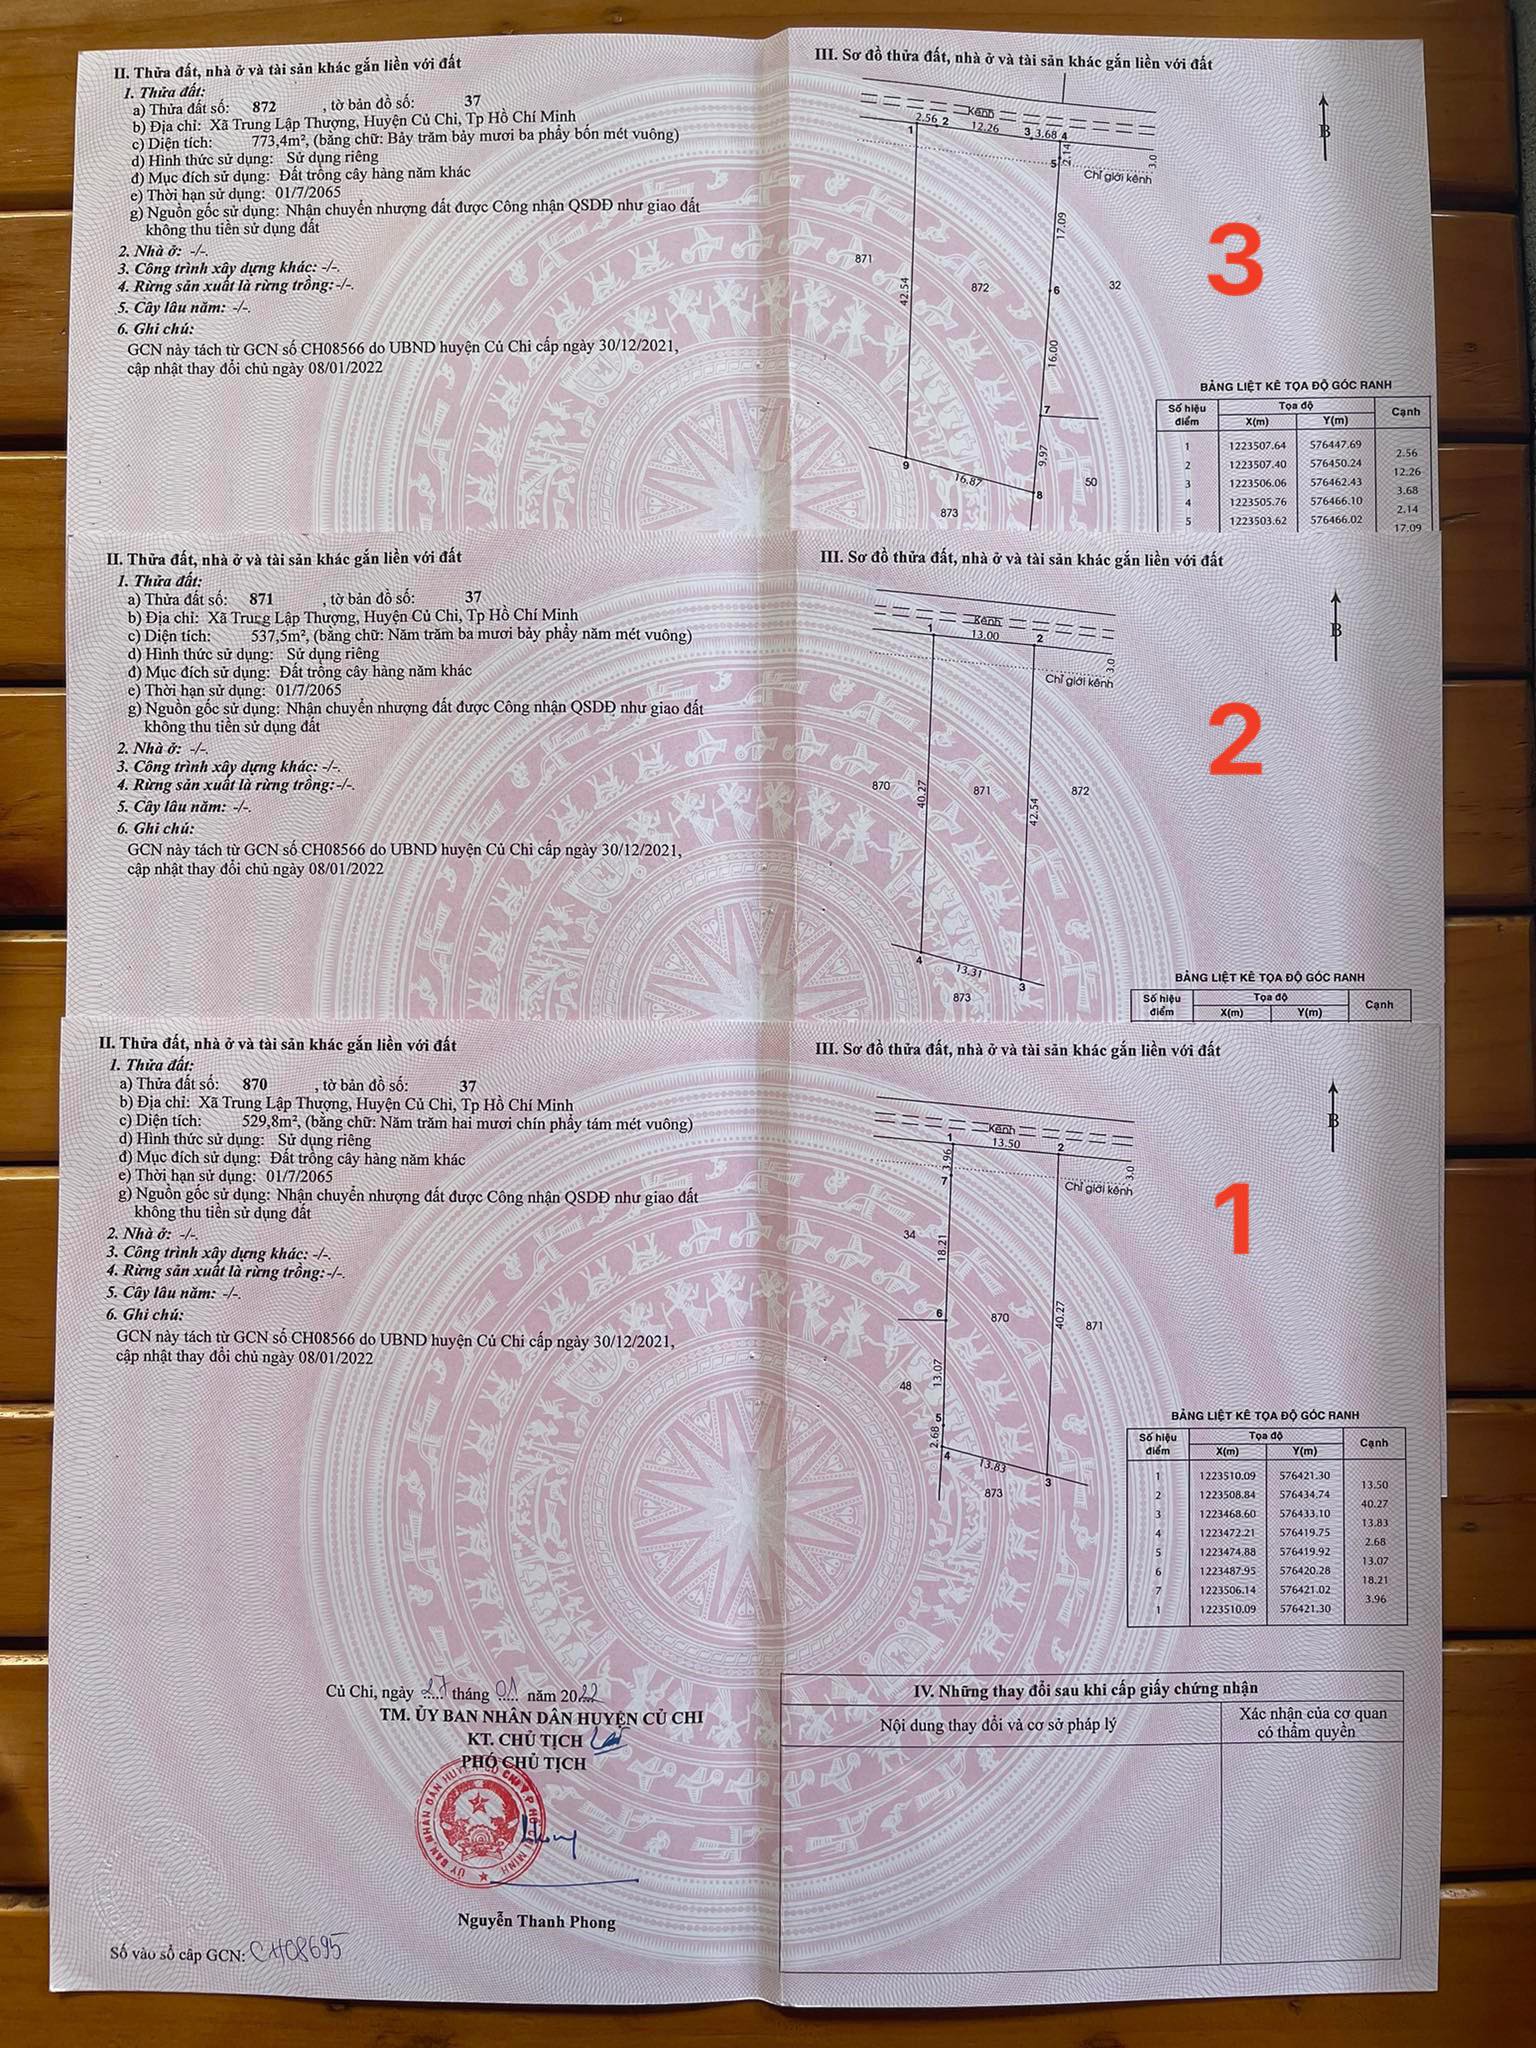 II. Thửa đất, nhà ở và tài sản khác gắn liền với đất
1. Thửa đất:
a) Thửa đất số: 872 , tờ bản đồ số: 37
b) Địa chỉ: Xã Trung Lập Thượng, Huyện Củ Chi, Tp Hồ Chí Minh
c) Diện tích: 773,4m², (bằng chữ: Bảy trăm bảy mươi ba phẩy bốn mét vuông)
d) Hình thức sử dụng: Sử dụng riêng
đ) Mục đích sử dụng: Đất trồng cây hàng năm khác
e) Thời hạn sử dụng: 01/7/2065
g) Nguồn gốc sử dụng: Nhận chuyển nhượng đất được Công nhận QSDĐ như giao đất
không thu tiền sử dụng đất
2. Nhà ở: -/-.
3. Công trình xây dựng khác: -/-.
4. Rừng sản xuất là rừng trồng:-/-.
5. Cây lâu năm: -/-.
6. Ghi chú:
GCN này tách từ GCN số CH08566 do UBND huyện Củ Chi cấp ngày 30/12/2021,
cập nhật thay đổi chủ ngày 08/01/2022
III. Sơ đồ thửa đất, nhà ở và tài sản khác gắn liền với đất
Kênh
2.56 2 12.26 3 3.68 4
1
B
5 2.14
3.0
Chỉ giới kênh
17.09
3
871
42.54
872
6
32
16.00
7
9.97
9
16.87
8
50
873
BẢNG LIỆT KÊ TỌA ĐỘ GÓC RANH
Số hiệu điểm Tọa độ Cạnh
X(m) Y(m)
1 1223507.64 576447.69
2.56
2 1223507.40 576450.24
12.26
3 1223506.06 576462.43
3.68
4 1223505.76 576466.10
2.14
5 1223503.62 576466.02
17.09
II. Thửa đất, nhà ở và tài sản khác gắn liền với đất
1. Thửa đất:
a) Thửa đất số: 871 , tờ bản đồ số: 37
b) Địa chỉ: Xã Trung Lập Thượng, Huyện Củ Chi, Tp Hồ Chí Minh
c) Diện tích: 537,5m², (bằng chữ: Năm trăm ba mươi bảy phẩy năm mét vuông)
d) Hình thức sử dụng: Sử dụng riêng
đ) Mục đích sử dụng: Đất trồng cây hàng năm khác
e) Thời hạn sử dụng: 01/7/2065
g) Nguồn gốc sử dụng: Nhận chuyển nhượng đất được Công nhận QSDĐ như giao đất
không thu tiền sử dụng đất
2. Nhà ở: -/-.
3. Công trình xây dựng khác: -/-.
4. Rừng sản xuất là rừng trồng:-/-.
5. Cây lâu năm: -/-.
6. Ghi chú:
GCN này tách từ GCN số CH08566 do UBND huyện Củ Chi cấp ngày 30/12/2021,
cập nhật thay đổi chủ ngày 08/01/2022
III. Sơ đồ thửa đất, nhà ở và tài sản khác gắn liền với đất
Kênh
1 13.00 2
B
3.0
Chỉ giới kênh
2
870
40.27
871
42.54
872
4
13.31
3
873
BẢNG LIỆT KÊ TỌA ĐỘ GÓC RANH
Số hiệu điểm Tọa độ Cạnh
X(m) Y(m)
II. Thửa đất, nhà ở và tài sản khác gắn liền với đất
1. Thửa đất:
a) Thửa đất số: 870 , tờ bản đồ số: 37
b) Địa chỉ: Xã Trung Lập Thượng, Huyện Củ Chi, Tp Hồ Chí Minh
c) Diện tích: 529,8m², (bằng chữ: Năm trăm hai mươi chín phẩy tám mét vuông)
d) Hình thức sử dụng: Sử dụng riêng
đ) Mục đích sử dụng: Đất trồng cây hàng năm khác
e) Thời hạn sử dụng: 01/7/2065
g) Nguồn gốc sử dụng: Nhận chuyển nhượng đất được Công nhận QSDĐ như giao đất
không thu tiền sử dụng đất
2. Nhà ở: -/-.
3. Công trình xây dựng khác: -/-.
4. Rừng sản xuất là rừng trồng:-/-.
5. Cây lâu năm: -/-.
6. Ghi chú:
GCN này tách từ GCN số CH08566 do UBND huyện Củ Chi cấp ngày 30/12/2021,
cập nhật thay đổi chủ ngày 08/01/2022
III. Sơ đồ thửa đất, nhà ở và tài sản khác gắn liền với đất
Kênh
1 13.50 2
B
3.96
7
3.0
Chỉ giới kênh
1
34
18.21
6
870
40.27
871
13.07
48
5
2.68
4
13.83
3
873
BẢNG LIỆT KÊ TỌA ĐỘ GÓC RANH
Số hiệu điểm Tọa độ Cạnh
X(m) Y(m)
1 1223510.09 576421.30
13.50
2 1223508.84 576434.74
40.27
3 1223468.60 576433.10
13.83
4 1223472.21 576419.75
2.68
5 1223474.88 576419.92
13.07
6 1223487.95 576420.28
18.21
7 1223506.14 576421.02
3.96
1 1223510.09 576421.30
Củ Chi, ngày 27 tháng 01 năm 2022
TM. ỦY BAN NHÂN DÂN HUYỆN CỦ CHI
KT. CHỦ TỊCH
PHÓ CHỦ TỊCH
ỦY BAN NHÂN DÂN HUYỆN CỦ CHI T.P HỒ CHÍ MINH
Nguyễn Thanh Phong
Số vào sổ cấp GCN: CH08695
IV. Những thay đổi sau khi cấp giấy chứng nhận
Nội dung thay đổi và cơ sở pháp lý
Xác nhận của cơ quan
có thẩm quyền